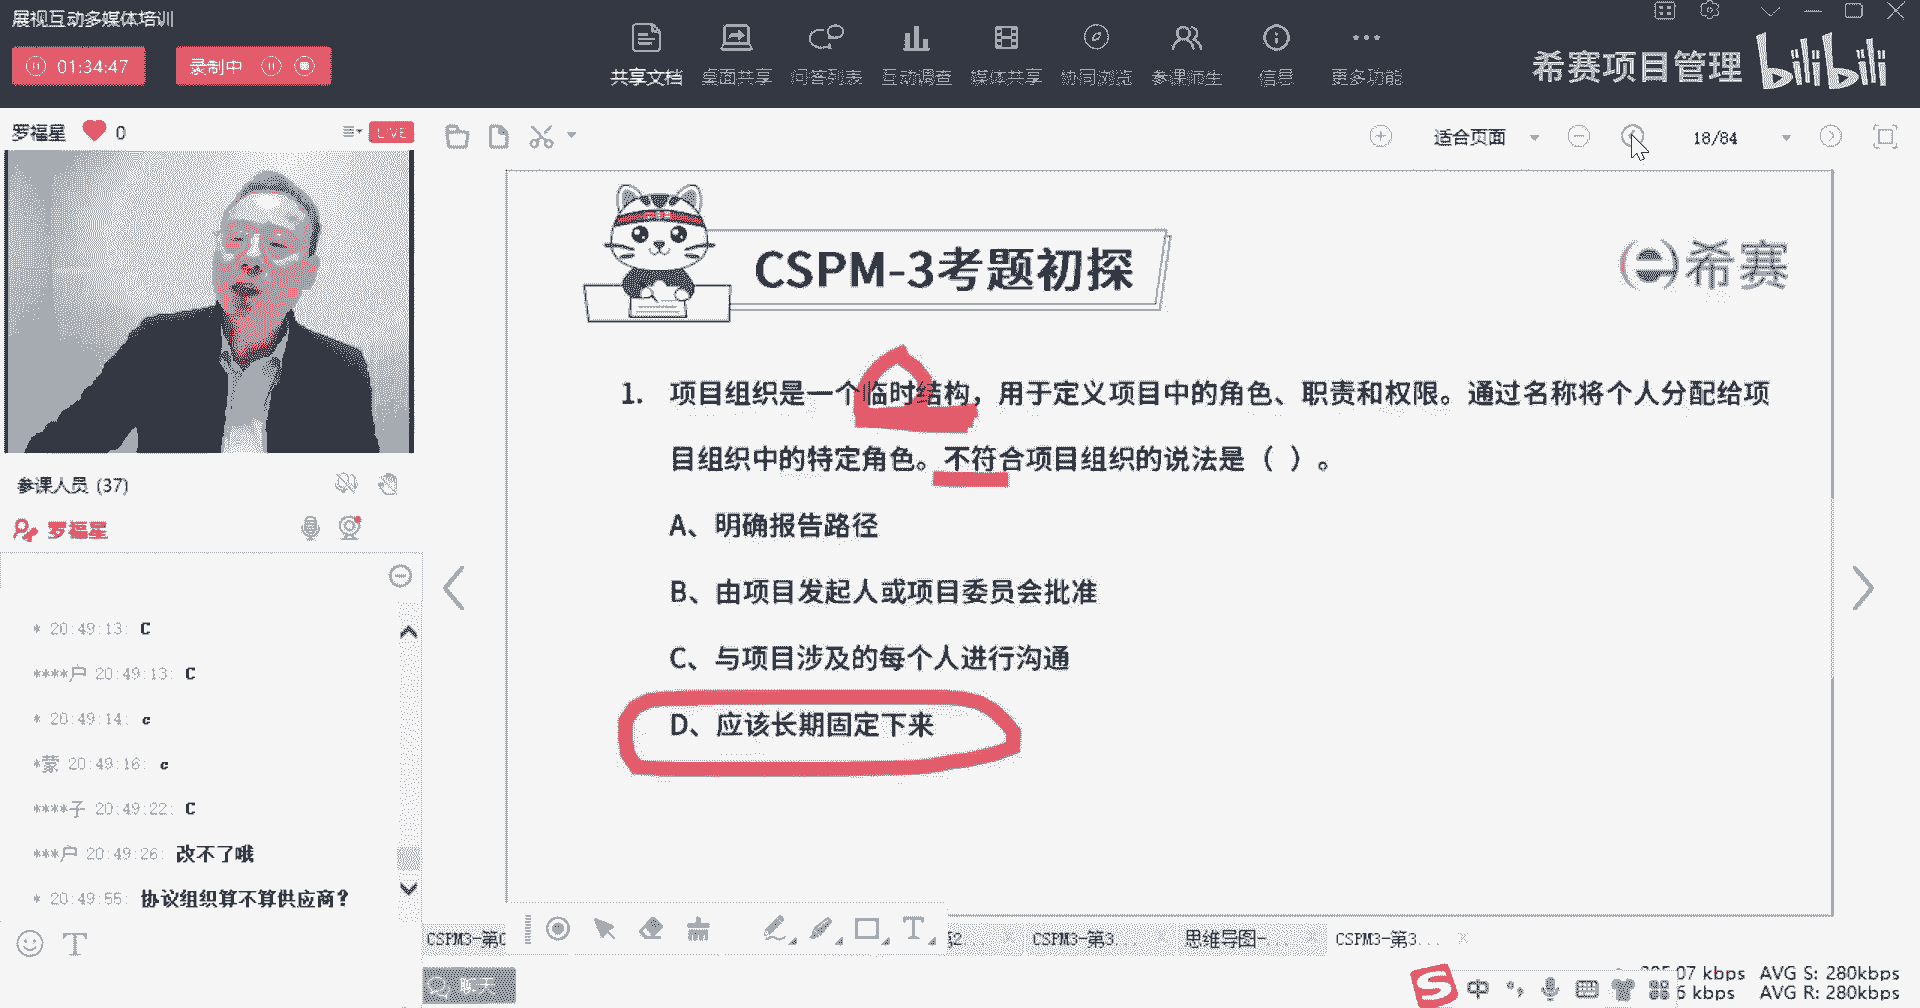 展视互动多媒体培训
01:34:47
录制中
共享文档
桌面共享
问答列表
互动调查
媒体共享
协同浏览
参课师生
信息
更多功能
希赛项目管理
bilibili
罗福星
0
LIVE
适合页面
18/84
参课人员 (37)
罗福星
* 20:49:13: C
****户 20:49:13: C
* 20:49:14: c
*蒙 20:49:16: c
****子 20:49:22: C
***户 20:49:26: 改不了哦
* 20:49:55: 协议组织算不算供应商？
CSPM-3考题初探
希赛
1. 项目组织是一个临时结构，用于定义项目中的角色、职责和权限。通过名称将个人分配给项
目组织中的特定角色。不符合项目组织的说法是（ ）。
A、明确报告路径
B、由项目发起人或项目委员会批准
C、与项目涉及的每个人进行沟通
D、应该长期固定下来
CSPM3-第
CSPM3-第3...
思维导图-...
CSPM3-第3...
聊天
中
kbps AVG S: 280kbps
kbps AVG R: 280kbps